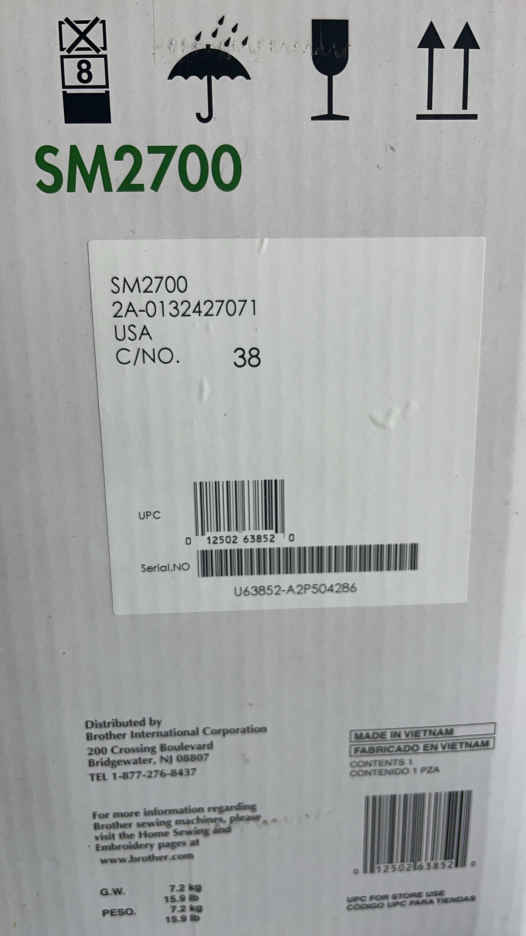 8
SM2700
SM2700
2A-0132427071
USA
C/NO. 38
UPC
0 12502 63852 0
Serial.NO
U63852-A2P504286
Distributed by
Brother International Corporation
200 Crossing Boulevard
Bridgewater, NJ 08807
TEL 1-877-276-8437
For more information regarding
Brother sewing machines, please
visit the Home Sewing and
Embroidery pages at
www.brother.com
G.W. 7.2 kg
15.9 lb
PESO. 7.2 kg
15.9 lb
MADE IN VIETNAM
FABRICADO EN VIETNAM
CONTENTS 1
CONTENIDO 1 PZA
0 12502 63852 0
UPC FOR STORE USE
CODIGO UPC PARA TIENDAS